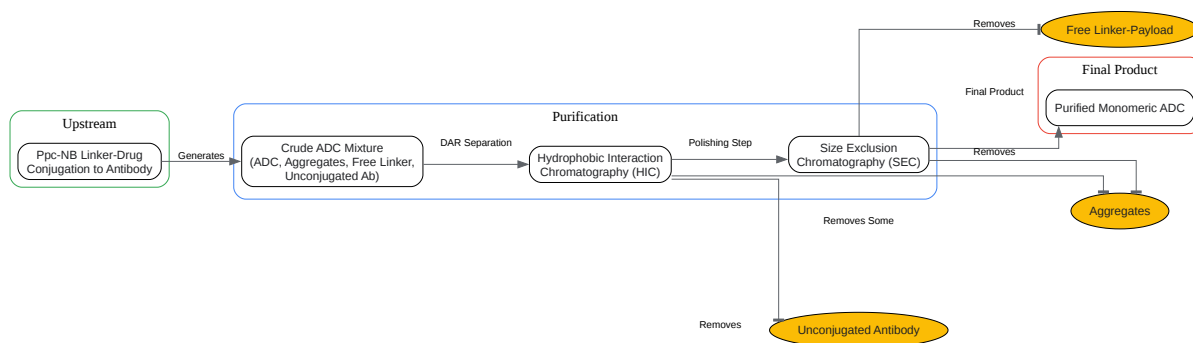 Removes
Free Linker-Payload
Final Product
Final Product
Purified Monomeric ADC
Upstream
Ppc-NB Linker-Drug
Conjugation to Antibody
Generates
Purification
Crude ADC Mixture
(ADC, Aggregates, Free Linker,
Unconjugated Ab)
DAR Separation
Hydrophobic Interaction
Chromatography (HIC)
Polishing Step
Size Exclusion
Chromatography (SEC)
Removes
Aggregates
Removes Some
Removes
Unconjugated Antibody